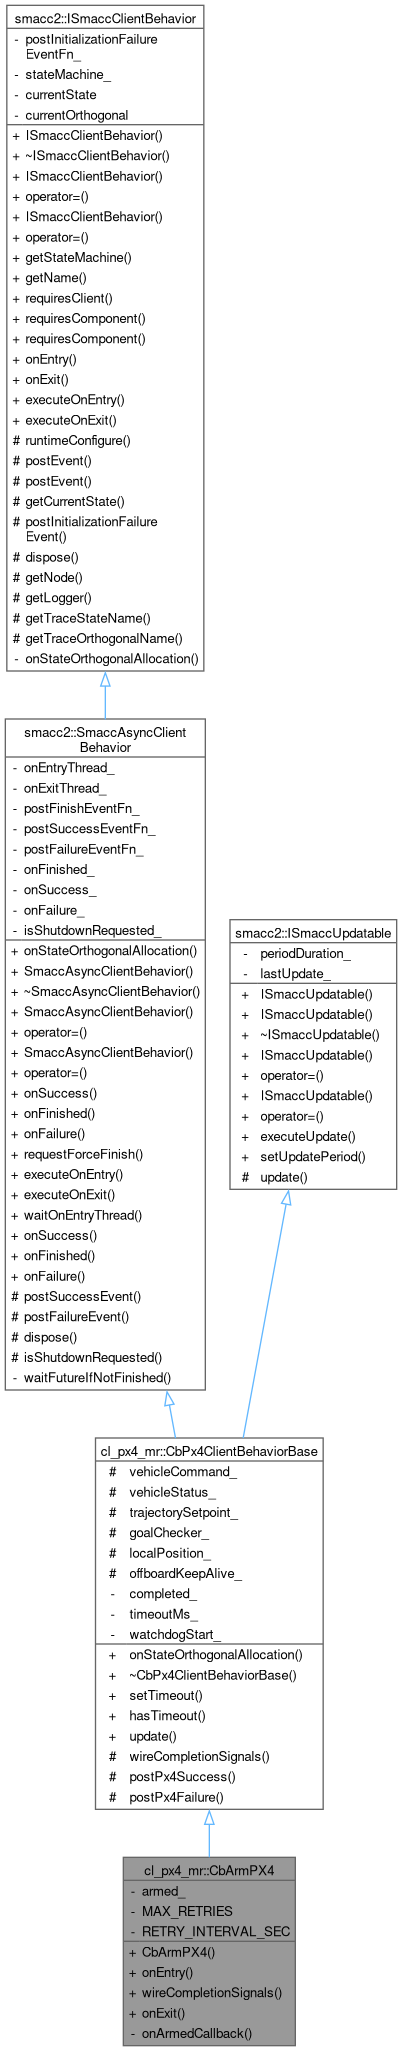 smacc2::ISmaccClientBehavior
- postInitializationFailure
EventFn_
- stateMachine_
- currentState
- currentOrthogonal
+ ISmaccClientBehavior()
+ ~ISmaccClientBehavior()
+ ISmaccClientBehavior()
+ operator=()
+ ISmaccClientBehavior()
+ operator=()
+ getStateMachine()
+ getName()
+ requiresClient()
+ requiresComponent()
+ requiresComponent()
+ onEntry()
+ onExit()
+ executeOnEntry()
+ executeOnExit()
# runtimeConfigure()
# postEvent()
# postEvent()
# getCurrentState()
# postInitializationFailure
Event()
# dispose()
# getNode()
# getLogger()
# getTraceStateName()
# getTraceOrthogonalName()
- onStateOrthogonalAllocation()
smacc2::SmaccAsyncClient
Behavior
- onEntryThread_
- onExitThread_
- postFinishEventFn_
- postSuccessEventFn_
- postFailureEventFn_
- onFinished_
- onSuccess_
- onFailure_
- isShutdownRequested_
+ onStateOrthogonalAllocation()
+ SmaccAsyncClientBehavior()
+ ~SmaccAsyncClientBehavior()
+ SmaccAsyncClientBehavior()
+ operator=()
+ SmaccAsyncClientBehavior()
+ operator=()
+ onSuccess()
+ onFinished()
+ onFailure()
+ requestForceFinish()
+ executeOnEntry()
+ executeOnExit()
+ waitOnEntryThread()
+ onSuccess()
+ onFinished()
+ onFailure()
# postSuccessEvent()
# postFailureEvent()
# dispose()
# isShutdownRequested()
- waitFutureIfNotFinished()
smacc2::ISmaccUpdatable
- periodDuration_
- lastUpdate_
+ ISmaccUpdatable()
+ ISmaccUpdatable()
+ ~ISmaccUpdatable()
+ ISmaccUpdatable()
+ operator=()
+ ISmaccUpdatable()
+ operator=()
+ executeUpdate()
+ setUpdatePeriod()
# update()
cl_px4_mr::CbPx4ClientBehaviorBase
# vehicleCommand_
# vehicleStatus_
# trajectorySetpoint_
# goalChecker_
# localPosition_
# offboardKeepAlive_
- completed_
- timeoutMs_
- watchdogStart_
+ onStateOrthogonalAllocation()
+ ~CbPx4ClientBehaviorBase()
+ setTimeout()
+ hasTimeout()
+ update()
# wireCompletionSignals()
# postPx4Success()
# postPx4Failure()
cl_px4_mr::CbArmPX4
- armed_
- MAX_RETRIES
- RETRY_INTERVAL_SEC
+ CbArmPX4()
+ onEntry()
+ wireCompletionSignals()
+ onExit()
- onArmedCallback()